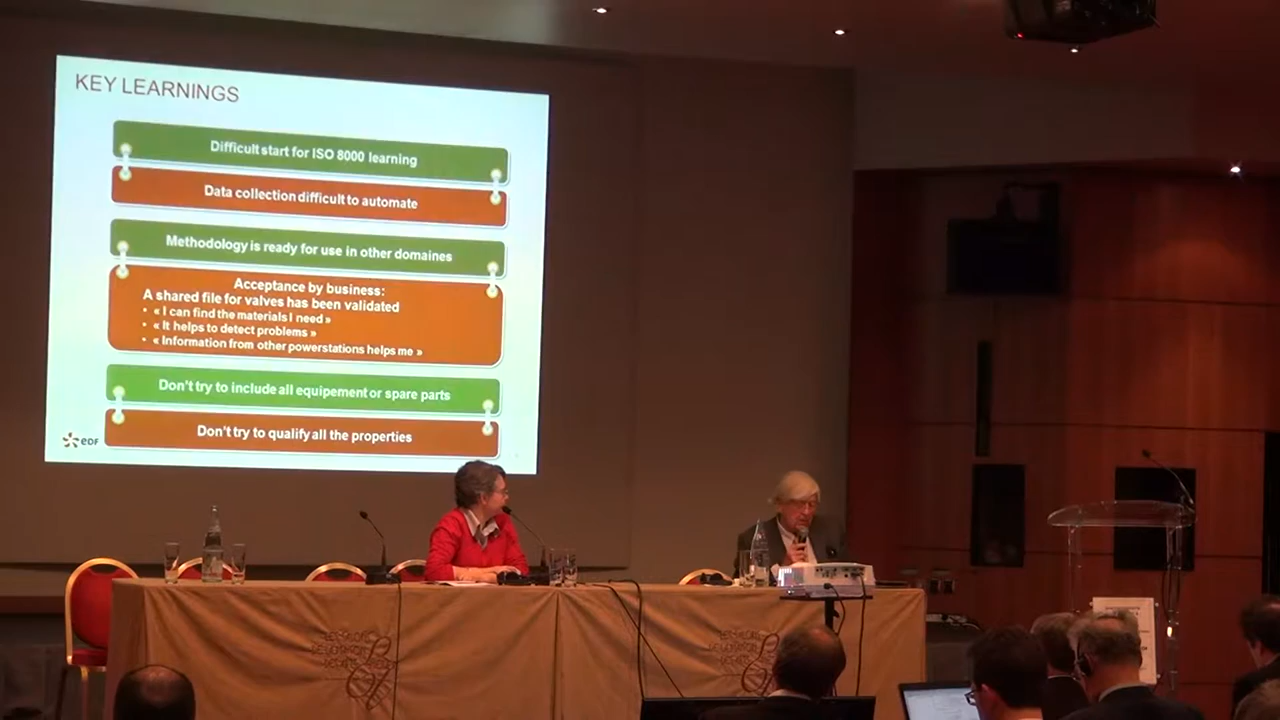 KEY LEARNINGS
Difficult start for ISO 8000 learning
Data collection difficult to automate
Methodology is ready for use in other domaines
Acceptance by business:
A shared file for valves has been validated
• « I can find the materials I need »
• « It helps to detect problems »
• « Information from other powerstations helps me »
Don't try to include all equipement or spare parts
Don't try to qualify all the properties
edf